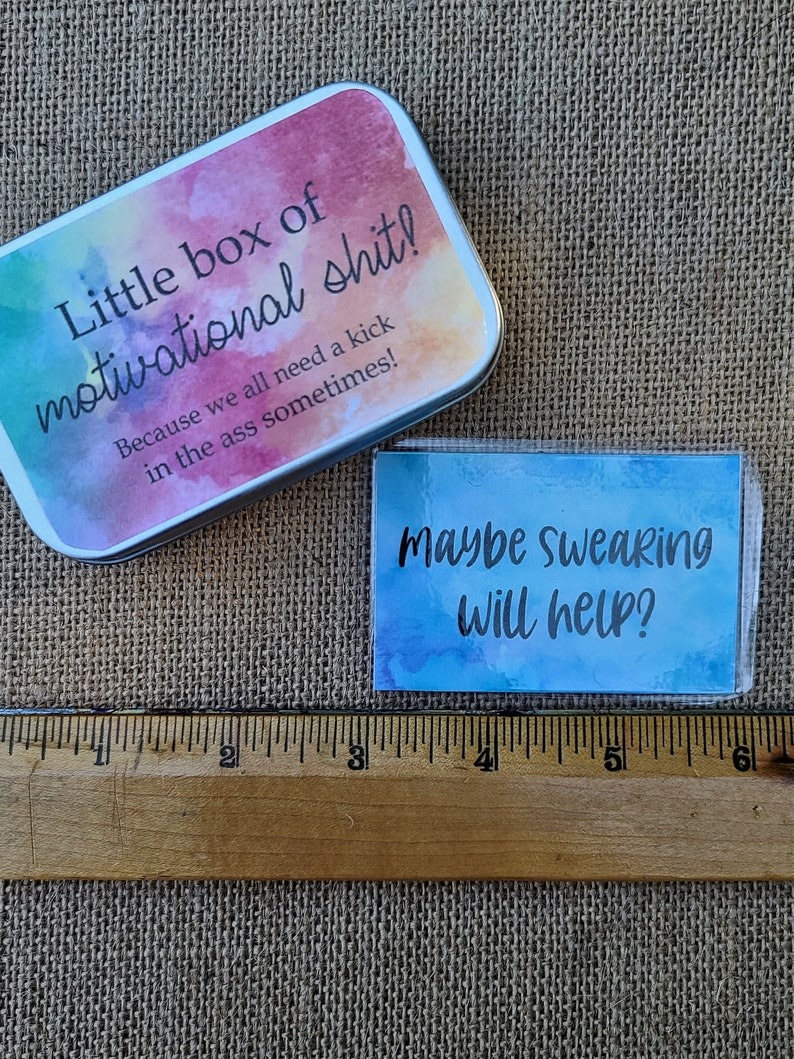 Little box of
motivational shit!
Because we all need a kick
in the ass sometimes!
maybe swearing
will help?
1 2 3 4 5 6